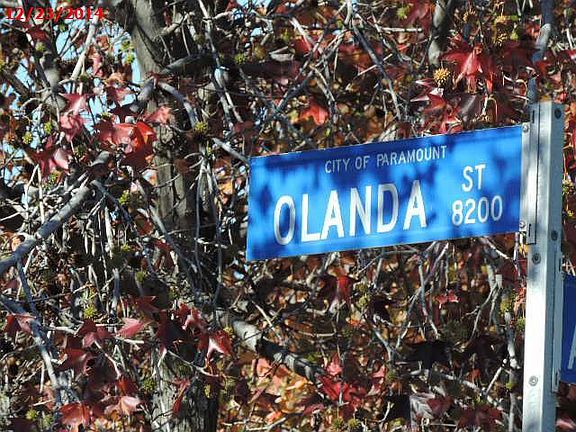 12/23/2014
CITY OF PARAMOUNT
OLANDA ST
8200